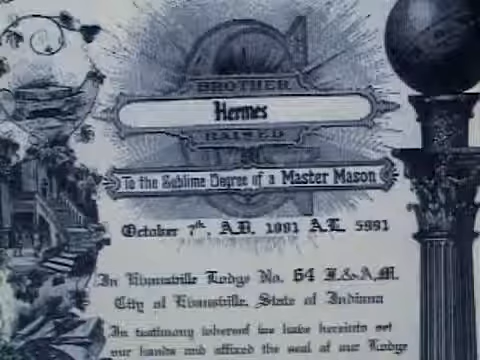 BROTHER
Hermes
RAISED
To the Sublime Degree of a Master Mason
October 7th, A.D. 1991 A.L. 5991
In Evansville Lodge No. 64 F.&A.M.
City of Evansville, State of Indiana
In testimony whereof we have hereinto set
our hands and affixed the seal of our Lodge